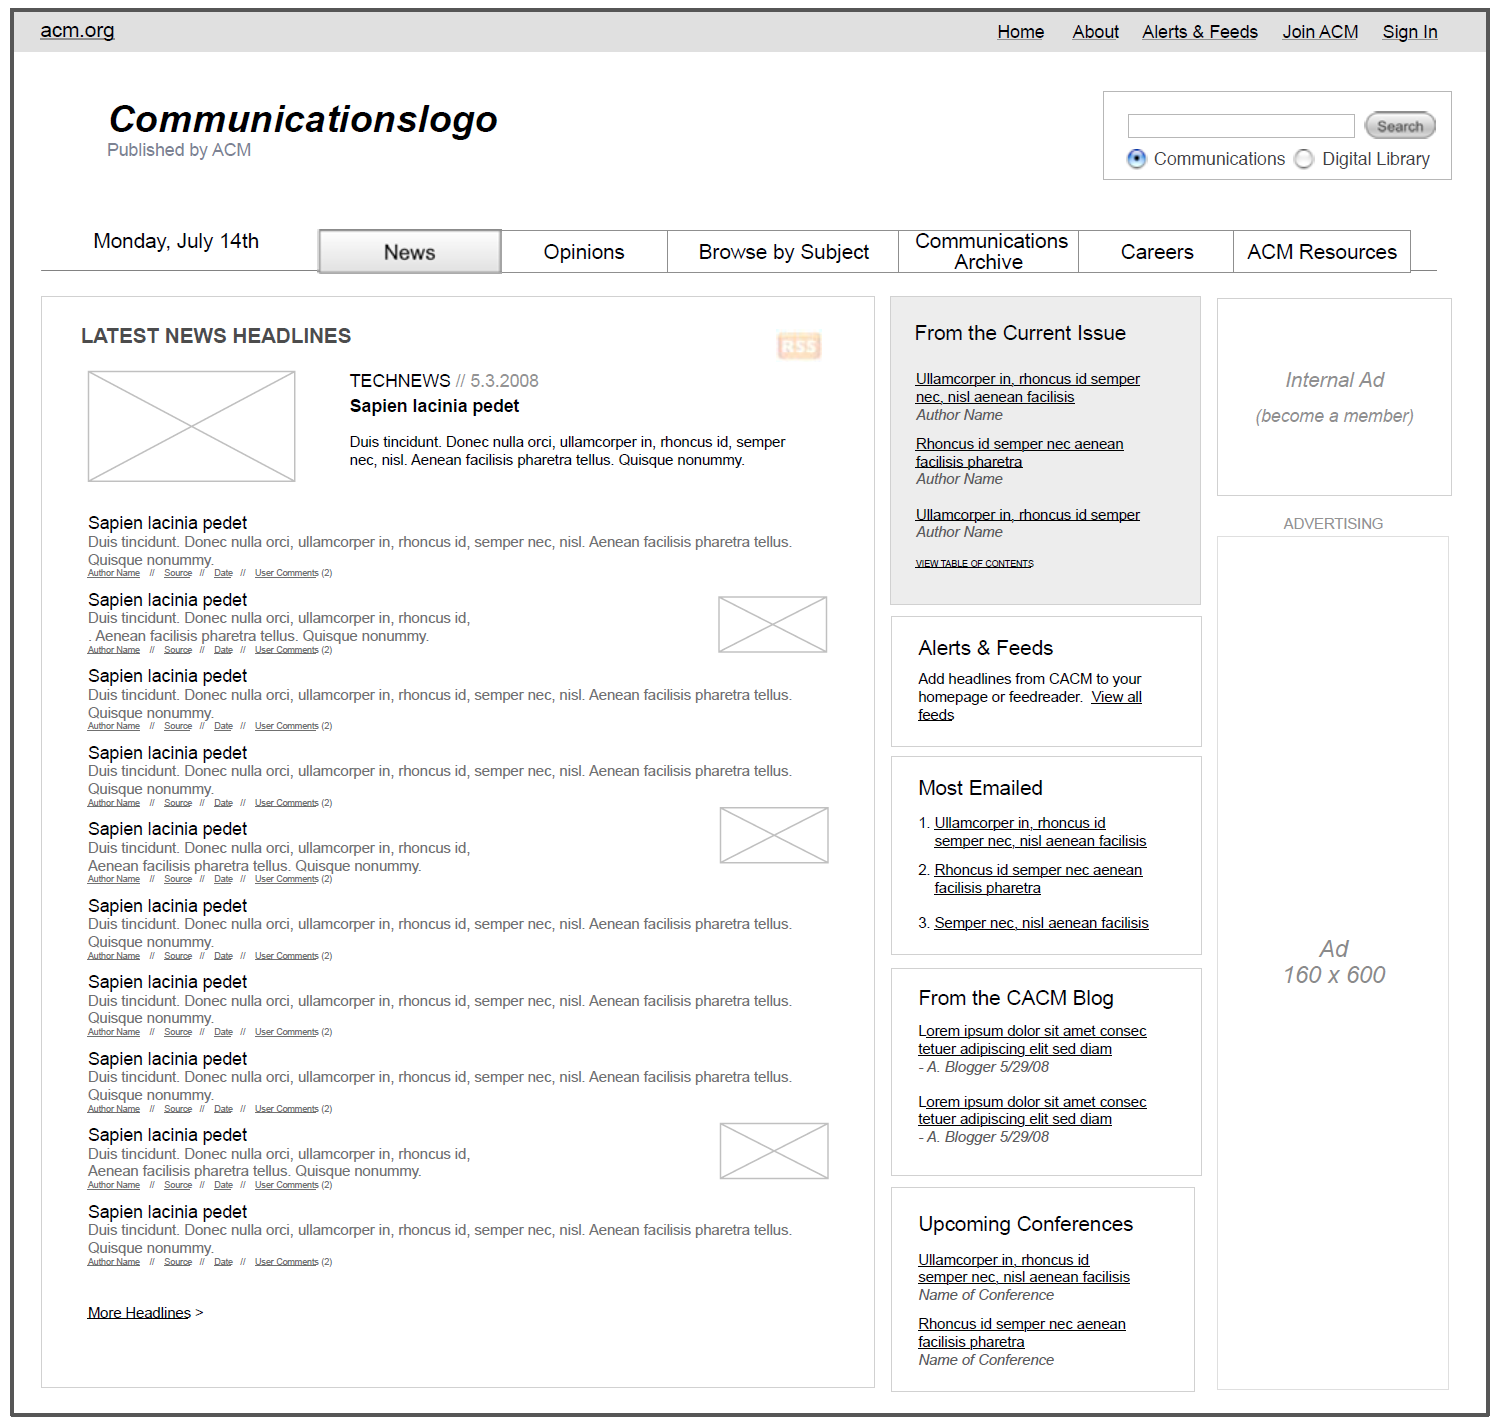 acm.org
Home About Alerts & Feeds Join ACM Sign In
Communicationslogo
Published by ACM
Search
Communications Digital Library
Monday, July 14th
News
Opinions
Browse by Subject
Communications
Archive
Careers
ACM Resources
LATEST NEWS HEADLINES
RSS
TECHNEWS // 5.3.2008
Sapien lacinia pedet
Duis tincidunt. Donec nulla orci, ullamcorper in, rhoncus id, semper
nec, nisl. Aenean facilisis pharetra tellus. Quisque nonummy.
Sapien lacinia pedet
Duis tincidunt. Donec nulla orci, ullamcorper in, rhoncus id, semper nec, nisl. Aenean facilisis pharetra tellus.
Quisque nonummy.
Author Name // Source // Date // User Comments (2)
Sapien lacinia pedet
Duis tincidunt. Donec nulla orci, ullamcorper in, rhoncus id,
. Aenean facilisis pharetra tellus. Quisque nonummy.
Author Name // Source // Date // User Comments (2)
Sapien lacinia pedet
Duis tincidunt. Donec nulla orci, ullamcorper in, rhoncus id, semper nec, nisl. Aenean facilisis pharetra tellus.
Quisque nonummy.
Author Name // Source // Date // User Comments (2)
Sapien lacinia pedet
Duis tincidunt. Donec nulla orci, ullamcorper in, rhoncus id, semper nec, nisl. Aenean facilisis pharetra tellus.
Quisque nonummy.
Author Name // Source // Date // User Comments (2)
Sapien lacinia pedet
Duis tincidunt. Donec nulla orci, ullamcorper in, rhoncus id,
Aenean facilisis pharetra tellus. Quisque nonummy.
Author Name // Source // Date // User Comments (2)
Sapien lacinia pedet
Duis tincidunt. Donec nulla orci, ullamcorper in, rhoncus id, semper nec, nisl. Aenean facilisis pharetra tellus.
Quisque nonummy.
Author Name // Source // Date // User Comments (2)
Sapien lacinia pedet
Duis tincidunt. Donec nulla orci, ullamcorper in, rhoncus id, semper nec, nisl. Aenean facilisis pharetra tellus.
Quisque nonummy.
Author Name // Source // Date // User Comments (2)
Sapien lacinia pedet
Duis tincidunt. Donec nulla orci, ullamcorper in, rhoncus id, semper nec, nisl. Aenean facilisis pharetra tellus.
Quisque nonummy.
Author Name // Source // Date // User Comments (2)
Sapien lacinia pedet
Duis tincidunt. Donec nulla orci, ullamcorper in, rhoncus id,
Aenean facilisis pharetra tellus. Quisque nonummy.
Author Name // Source // Date // User Comments (2)
Sapien lacinia pedet
Duis tincidunt. Donec nulla orci, ullamcorper in, rhoncus id, semper nec, nisl. Aenean facilisis pharetra tellus.
Quisque nonummy.
Author Name // Source // Date // User Comments (2)
More Headlines >
From the Current Issue
Ullamcorper in, rhoncus id semper
nec, nisl aenean facilisis
Author Name
Rhoncus id semper nec aenean
facilisis pharetra
Author Name
Ullamcorper in, rhoncus id semper
Author Name
VIEW TABLE OF CONTENTS
Alerts & Feeds
Add headlines from CACM to your
homepage or feedreader. View all
feeds
Most Emailed
1. Ullamcorper in, rhoncus id
semper nec, nisl aenean facilisis
2. Rhoncus id semper nec aenean
facilisis pharetra
3. Semper nec, nisl aenean facilisis
From the CACM Blog
Lorem ipsum dolor sit amet consec
tetuer adipiscing elit sed diam
- A. Blogger 5/29/08
Lorem ipsum dolor sit amet consec
tetuer adipiscing elit sed diam
- A. Blogger 5/29/08
Upcoming Conferences
Ullamcorper in, rhoncus id
semper nec, nisl aenean facilisis
Name of Conference
Rhoncus id semper nec aenean
facilisis pharetra
Name of Conference
Internal Ad
(become a member)
ADVERTISING
Ad
160 x 600